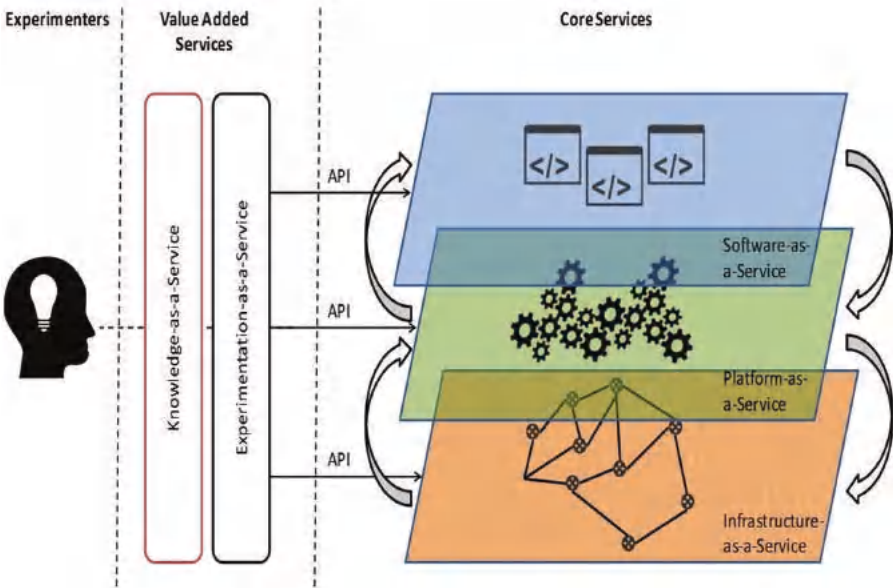 Experimenters
Value Added
Services
Core Services
Knowledge-as-a-Service
Experimentation-as-a-Service
API
API
API
</>
</>
</>
Software-as-
a-Service
Platform-as-
a-Service
Infrastructure-
as-a-Service